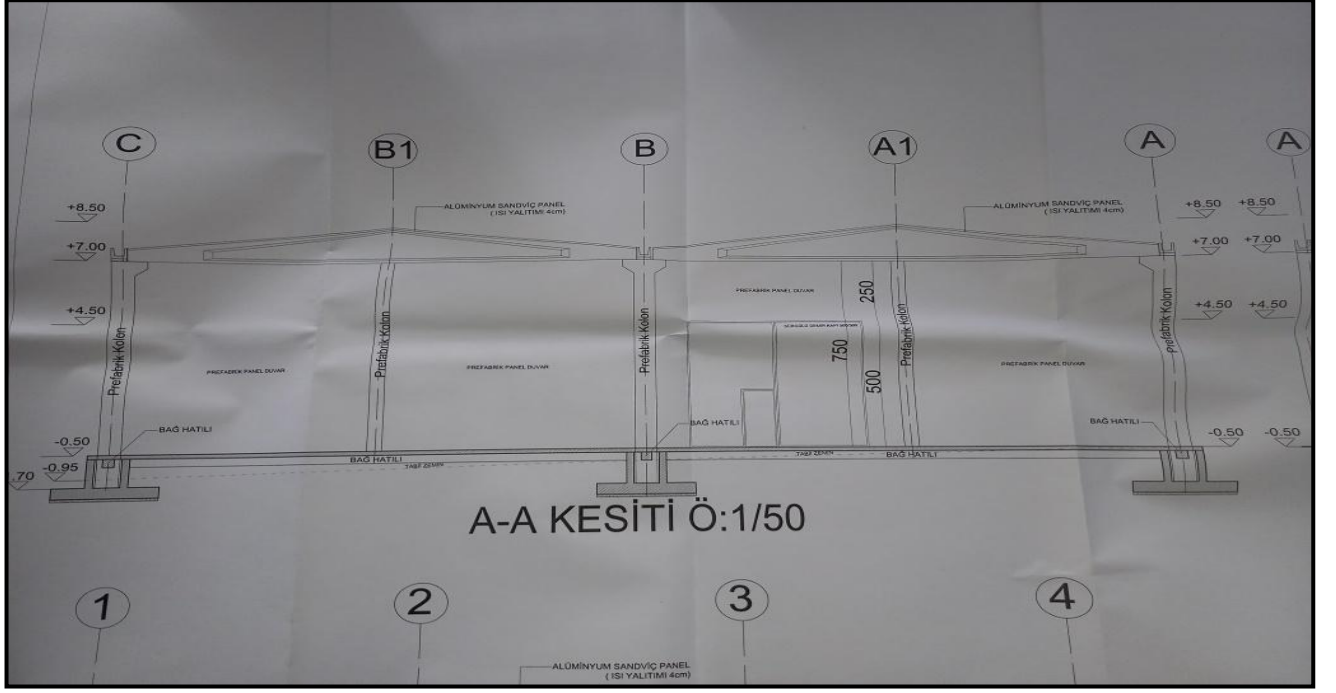 C
B1
B
A1
A
A
ALÜMİNYUM SANDVİÇ PANEL
( ISI YALITIMI 4cm)
ALÜMİNYUM SANDVİÇ PANEL
( ISI YALITIMI 4cm)
+8.50
+8.50
+8.50
+7.00
+7.00
+7.00
+4.50
+4.50
+4.50
PREFABRİK PANEL DUVAR
250
Prefabrik Kolon
Prefabrik Kolon
Prefabrik Kolon
Prefabrik Kolon
Prefabrik Kolon
750
500
PREFABRİK PANEL DUVAR
PREFABRİK PANEL DUVAR
PREFABRİK PANEL DUVAR
BAĞ HATILI
BAĞ HATILI
BAĞ HATILI
-0.50
-0.50
-0.50
BAĞ HATILI
TABİİ ZEMİN
TABİİ ZEMİN
BAĞ HATILI
.70
-0.95
A-A KESİTİ Ö:1/50
1
2
3
4
ALÜMİNYUM SANDVİÇ PANEL
( ISI YALITIMI 4cm)